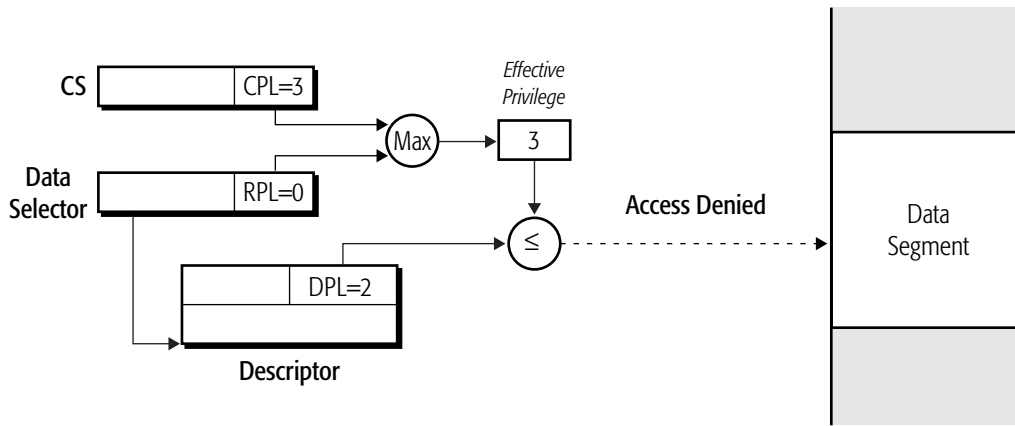 CS
CPL=3
Effective
Privilege
Max
3
Data
Selector
RPL=0
Access Denied
Data
Segment
≤
DPL=2
Descriptor